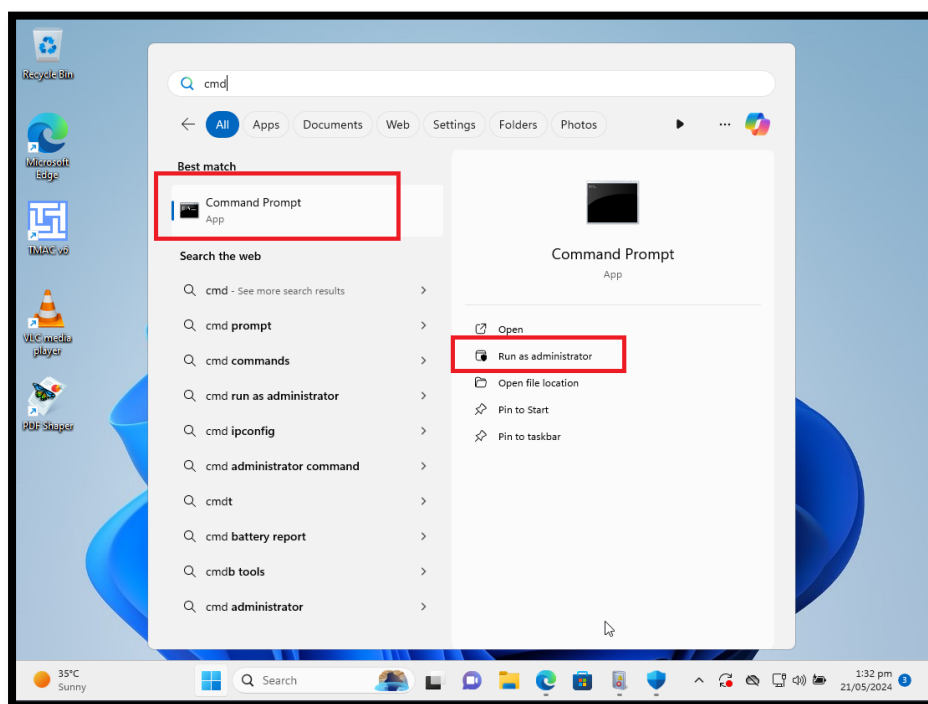 Recycle Bin
Microsoft
Edge
TMAC v6
VLC media
player
PDF Shaper
cmd
All Apps Documents Web Settings Folders Photos ...
Best match
Command Prompt
App
Search the web
cmd - See more search results
cmd prompt
cmd commands
cmd run as administrator
cmd ipconfig
cmd administrator command
cmdt
cmd battery report
cmdb tools
cmd administrator
Command Prompt
App
Open
Run as administrator
Open file location
Pin to Start
Pin to taskbar
35°C
Sunny
Search
1:32 pm
21/05/2024
3